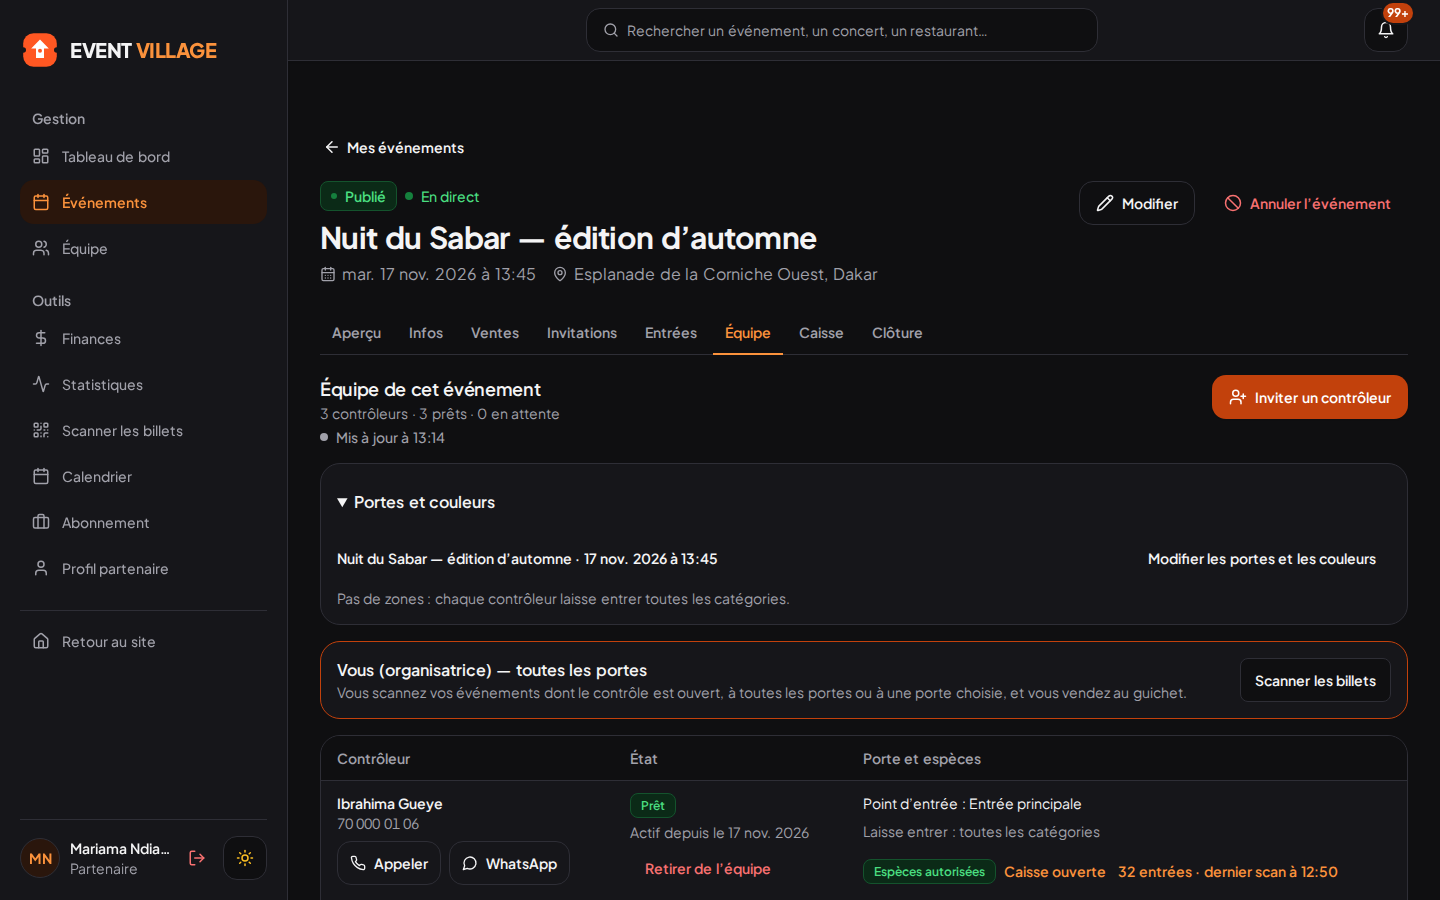 EVENT VILLAGE
Rechercher un événement, un concert, un restaurant…
99+
Gestion
Tableau de bord
Événements
Équipe
Outils
Finances
Statistiques
Scanner les billets
Calendrier
Abonnement
Profil partenaire
Retour au site
MN
Mariama Ndia…
Partenaire
Mes événements
Publié
En direct
Modifier
Annuler l’événement
Nuit du Sabar — édition d’automne
mar. 17 nov. 2026 à 13:45
Esplanade de la Corniche Ouest, Dakar
Aperçu
Infos
Ventes
Invitations
Entrées
Équipe
Caisse
Clôture
Équipe de cet événement
3 contrôleurs · 3 prêts · 0 en attente
Mis à jour à 13:14
Inviter un contrôleur
Portes et couleurs
Nuit du Sabar — édition d’automne · 17 nov. 2026 à 13:45
Modifier les portes et les couleurs
Pas de zones : chaque contrôleur laisse entrer toutes les catégories.
Vous (organisatrice) — toutes les portes
Vous scannez vos événements dont le contrôle est ouvert, à toutes les portes ou à une porte choisie, et vous vendez au guichet.
Scanner les billets
Contrôleur
État
Porte et espèces
Ibrahima Gueye
70 000 01 06
Appeler
WhatsApp
Prêt
Actif depuis le 17 nov. 2026
Retirer de l’équipe
Point d’entrée : Entrée principale
Laisse entrer : toutes les catégories
Espèces autorisées
Caisse ouverte
32 entrées · dernier scan à 12:50